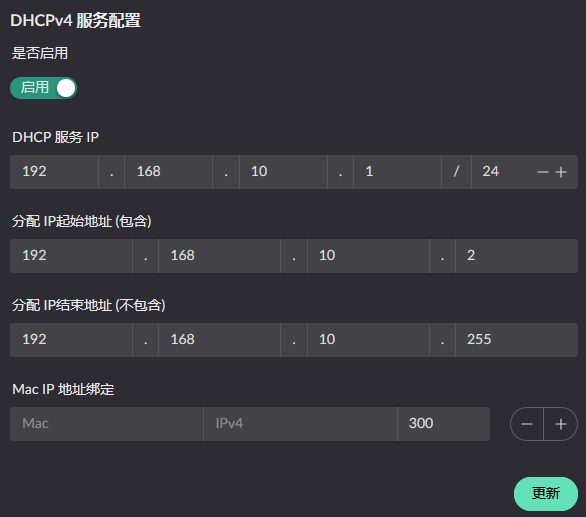 DHCPv4 服务配置
是否启用
启用
DHCP 服务 IP
192 . 168 . 10 . 1 / 24
分配 IP起始地址 (包含)
192 . 168 . 10 . 2
分配 IP结束地址 (不包含)
192 . 168 . 10 . 255
Mac IP 地址绑定
Mac IPv4 300
更新